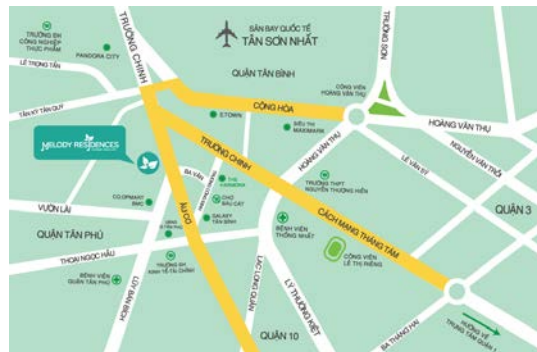 TRƯỜNG ĐH
CÔNG NGHIỆP
THỰC PHẨM
PANDORA CITY
LÊ TRỌNG TẤN
TRƯỜNG CHINH
SÂN BAY QUỐC TẾ
TÂN SƠN NHẤT
TRƯỜNG SƠN
QUẬN TÂN BÌNH
CÔNG VIÊN
HOÀNG VĂN THỤ
TÂN KỲ TÂN QUÝ
CỘNG HÒA
E.TOWN
SIÊU THỊ
MAXIMARK
HOÀNG VĂN THỤ
HOÀNG VĂN THỤ
NGUYỄN VĂN TRỖI
LÊ VĂN SỸ
MELODY RESIDENCES
TRƯỜNG CHINH
BA VÂN
THE
HARMONA
TRƯỜNG THPT
NGUYỄN THƯỢNG HIỀN
CO.OPMART
BMC
CHỢ
BÀU CÁT
VƯỜN LÀI
ÂU CƠ
GALAXY
TÂN BÌNH
CÁCH MẠNG THÁNG TÁM
QUẬN 3
BỆNH VIỆN
THỐNG NHẤT
QUẬN TÂN PHÚ
THOẠI NGỌC HẦU
CÔNG VIÊN
LÊ THỊ RIÊNG
TRƯỜNG ĐH
KINH TẾ TÀI CHÍNH
BỆNH VIỆN
QUẬN TÂN PHÚ
LŨY BÁN BÍCH
LẠC LONG QUÂN
LÝ THƯỜNG KIỆT
QUẬN 10
BA THÁNG HAI
HƯỚNG VỀ
TRUNG TÂM QUẬN 1